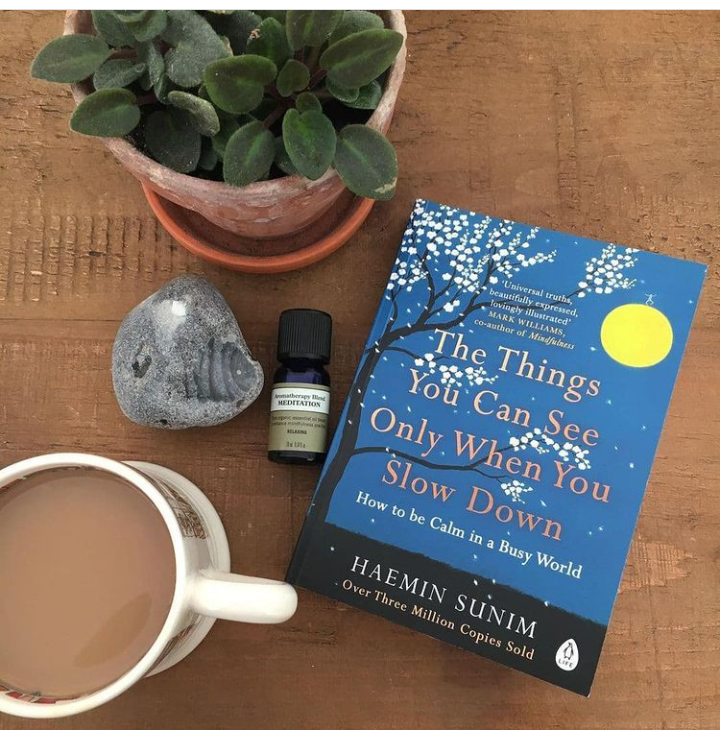 'Universal truths,
beautifully expressed,
lovingly illustrated'
MARK WILLIAMS,
co-author of Mindfulness
The Things
You Can See
Only When You
Slow Down
How to be Calm in a Busy World
HAEMIN SUNIM
Over Three Million Copies Sold
LIFE
Aromatherapy Blend
MEDITATION
RELAXING